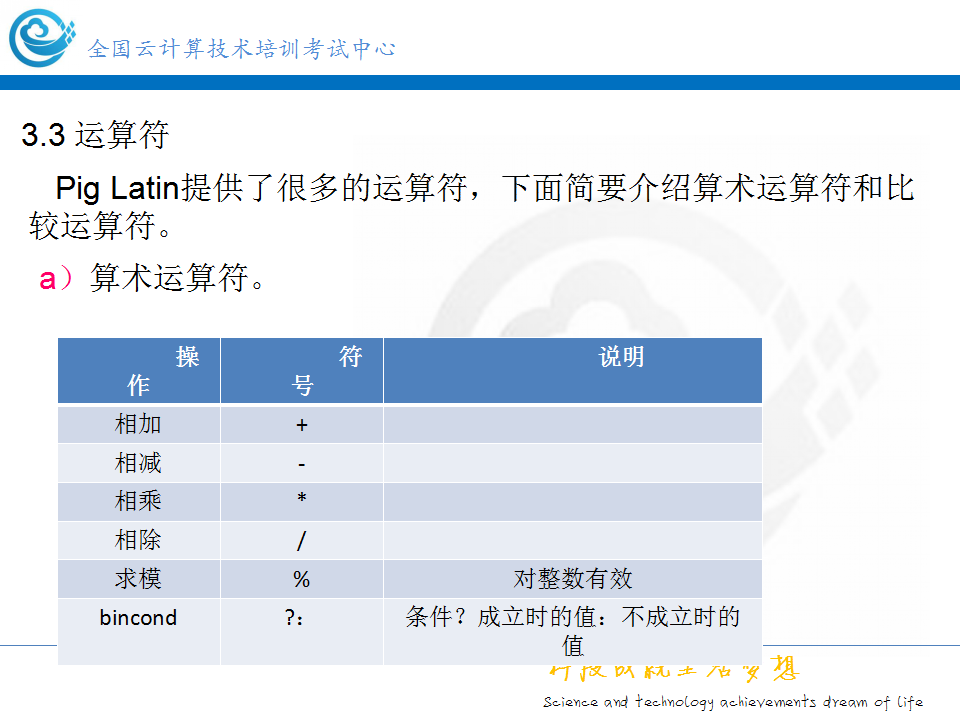 全国云计算技术培训考试中心
3.3 运算符
Pig Latin提供了很多的运算符，下面简要介绍算术运算符和比
较运算符。
a）算术运算符。
操作 符号 说明
相加 +
相减 -
相乘 *
相除 /
求模 % 对整数有效
bincond ?： 条件？成立时的值：不成立时的
值
Science and technology achievements dream of life